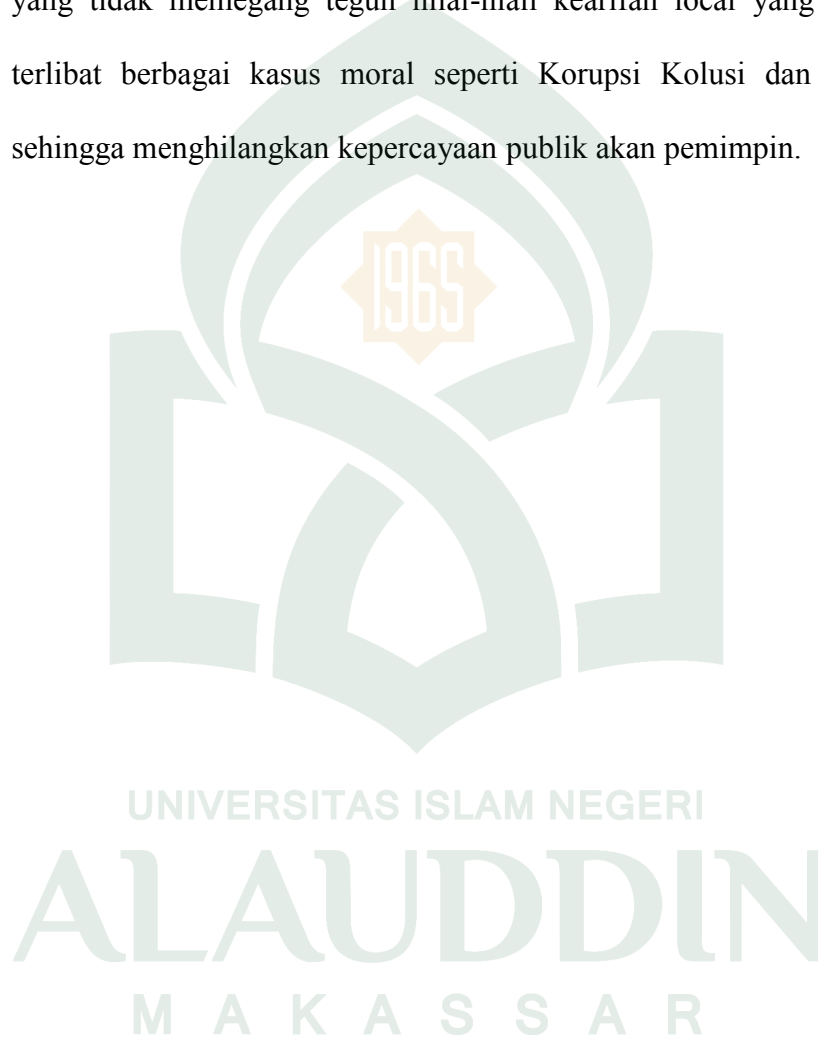 yang tidak memegang teguh nilai-nilai kearifan local yang
terlibat berbagai kasus moral seperti Korupsi Kolusi dan
sehingga menghilangkan kepercayaan publik akan pemimpin.
1965
UNIVERSITAS ISLAM NEGERI
ALAUDDIN
MAKASSAR